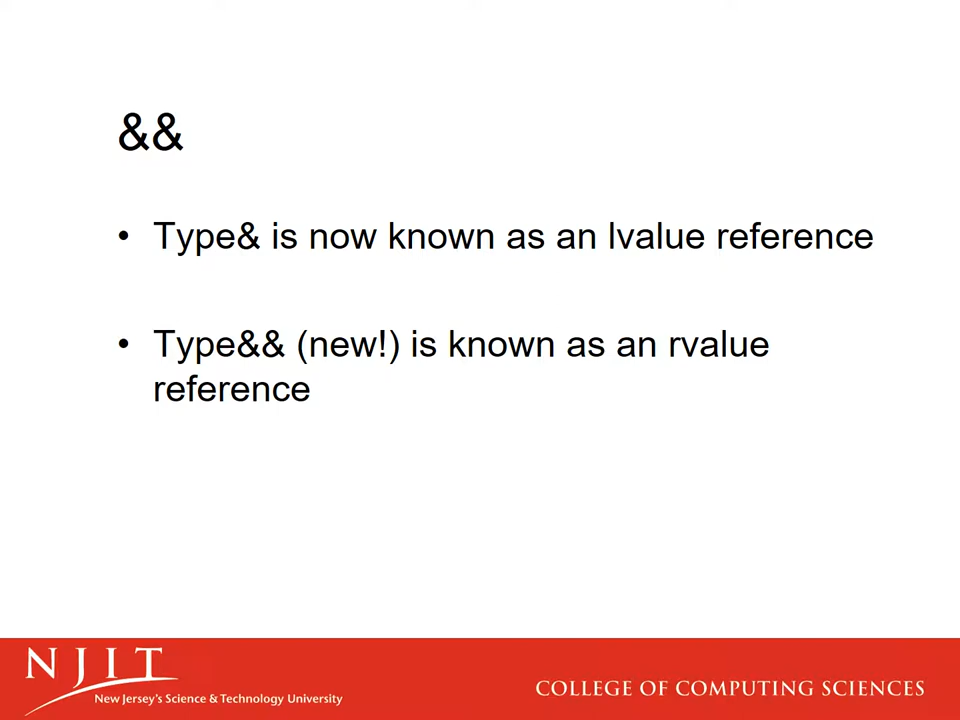 &&
• Type& is now known as an lvalue reference
• Type&& (new!) is known as an rvalue
reference
NJIT
New Jersey's Science & Technology University
COLLEGE OF COMPUTING SCIENCES